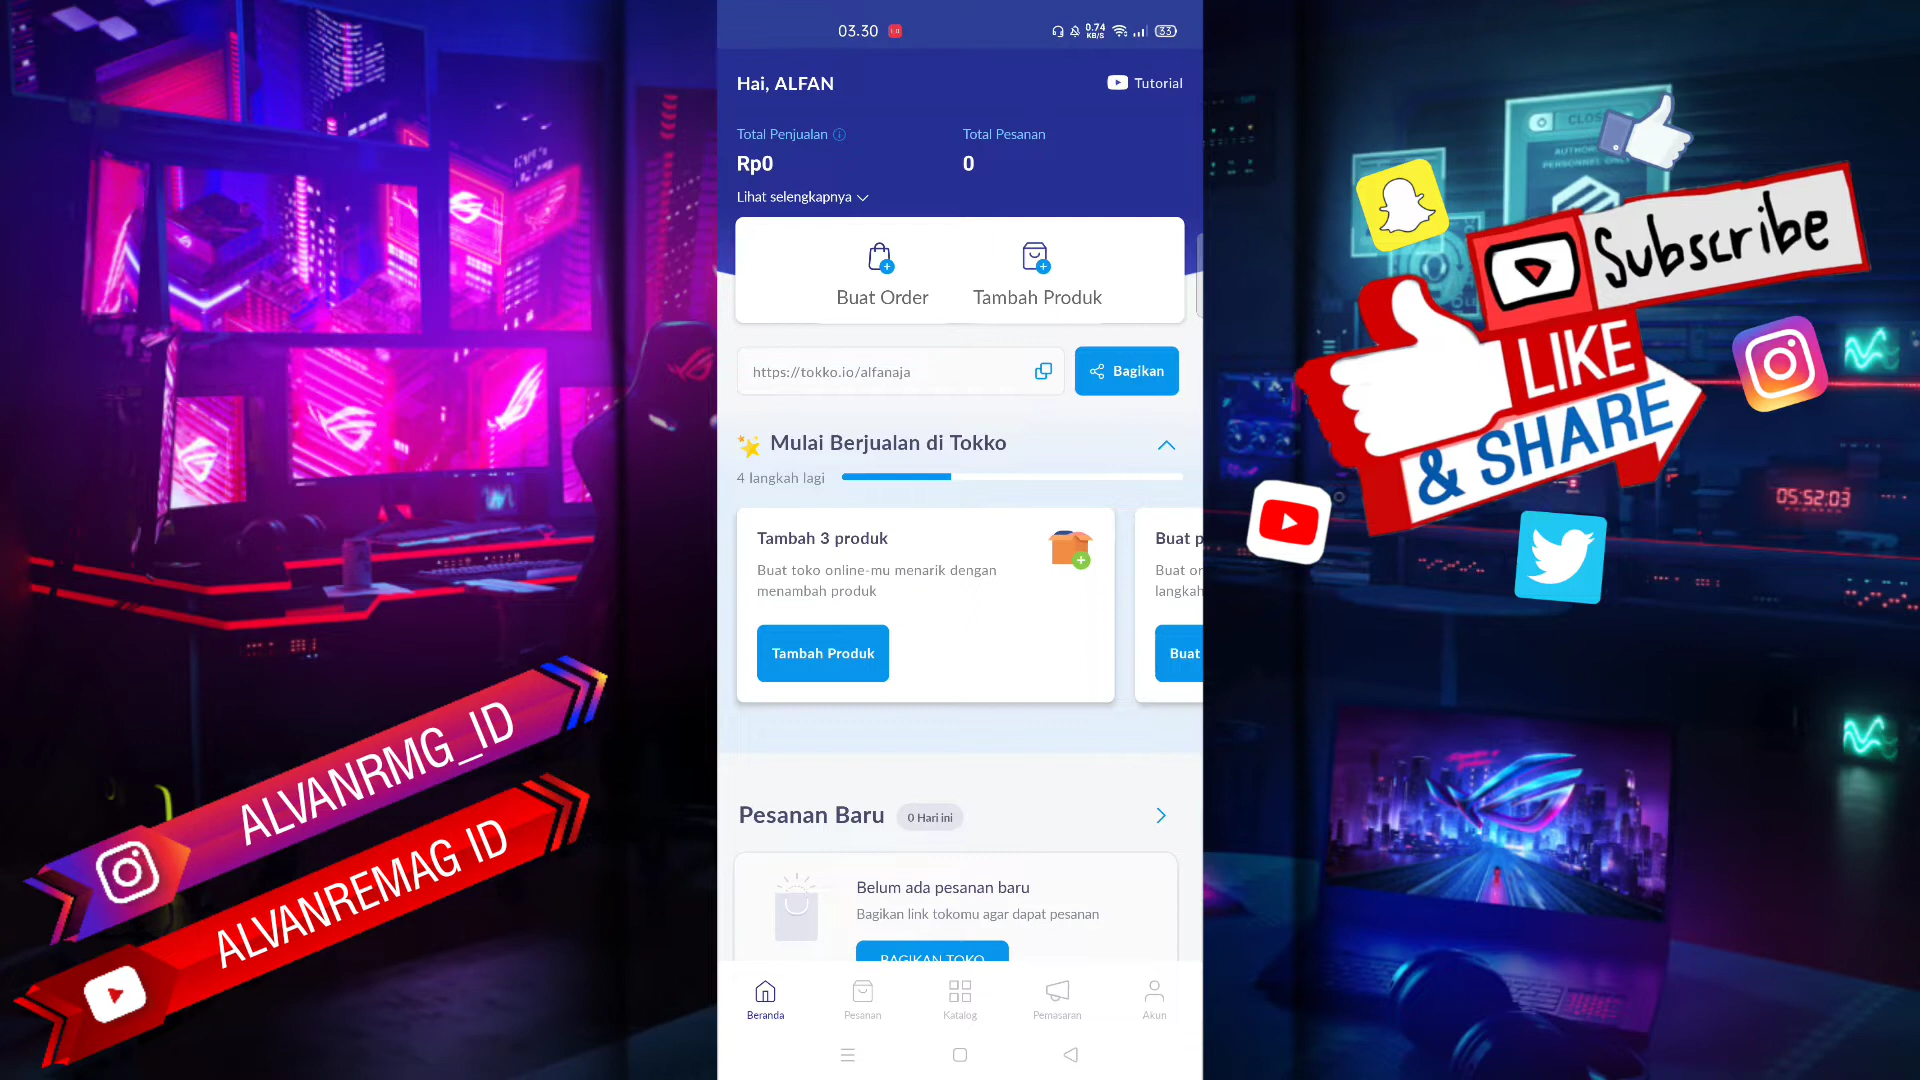 03.30
0.74
KB/S
33
Hai, ALFAN
Tutorial
Total Penjualan
Total Pesanan
Rp0
0
Lihat selengkapnya
Buat Order
Tambah Produk
https://tokko.io/alfanaja
Bagikan
Mulai Berjualan di Tokko
4 langkah lagi
Tambah 3 produk
Buat toko online-mu menarik dengan
menambah produk
Tambah Produk
Buat p
Buat or
langkah
Buat
Pesanan Baru
0 Hari ini
Belum ada pesanan baru
Bagikan link tokomu agar dapat pesanan
BAGIKAN TOKO
Beranda
Pesanan
Katalog
Pemasaran
Akun
ALVANRMG_ID
ALVANREMAG ID
Subscribe
LIKE
& SHARE
CLOS
AUTHOR
PERSONNEL ONLY
05:52:03